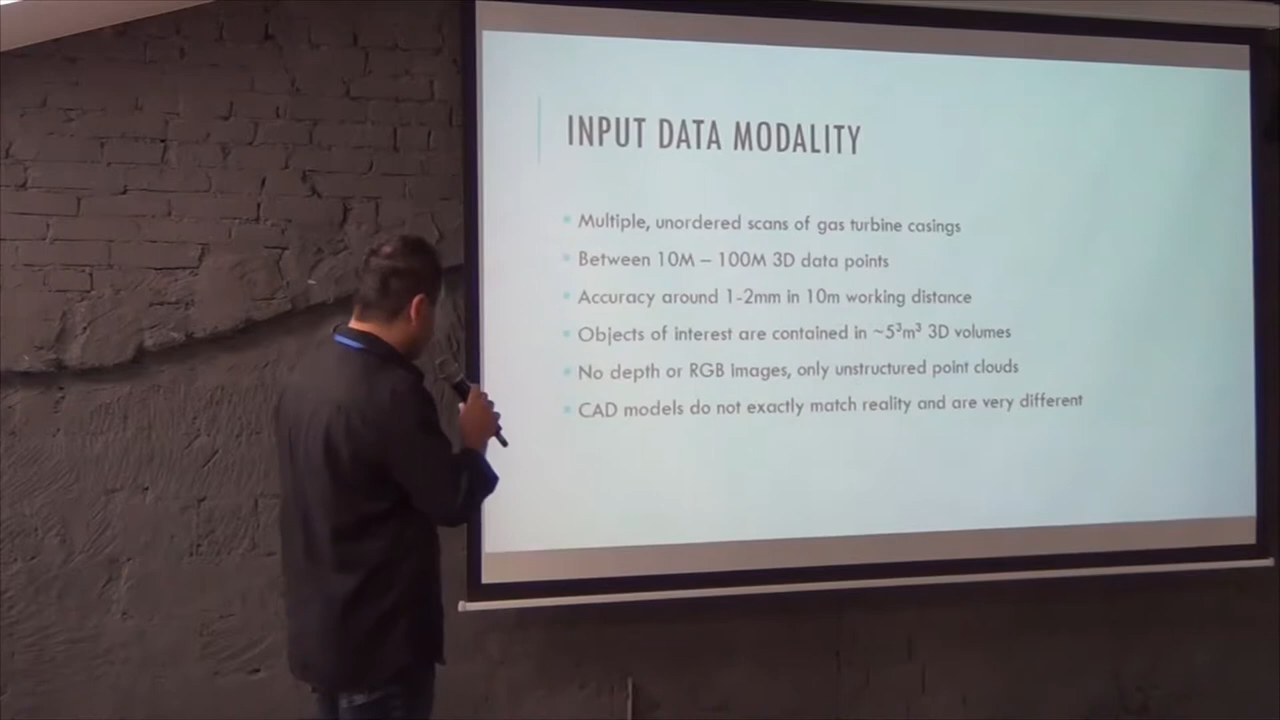 INPUT DATA MODALITY
Multiple, unordered scans of gas turbine casings
Between 10M – 100M 3D data points
Accuracy around 1-2mm in 10m working distance
Objects of interest are contained in ~5³m³ 3D volumes
No depth or RGB images, only unstructured point clouds
CAD models do not exactly match reality and are very different